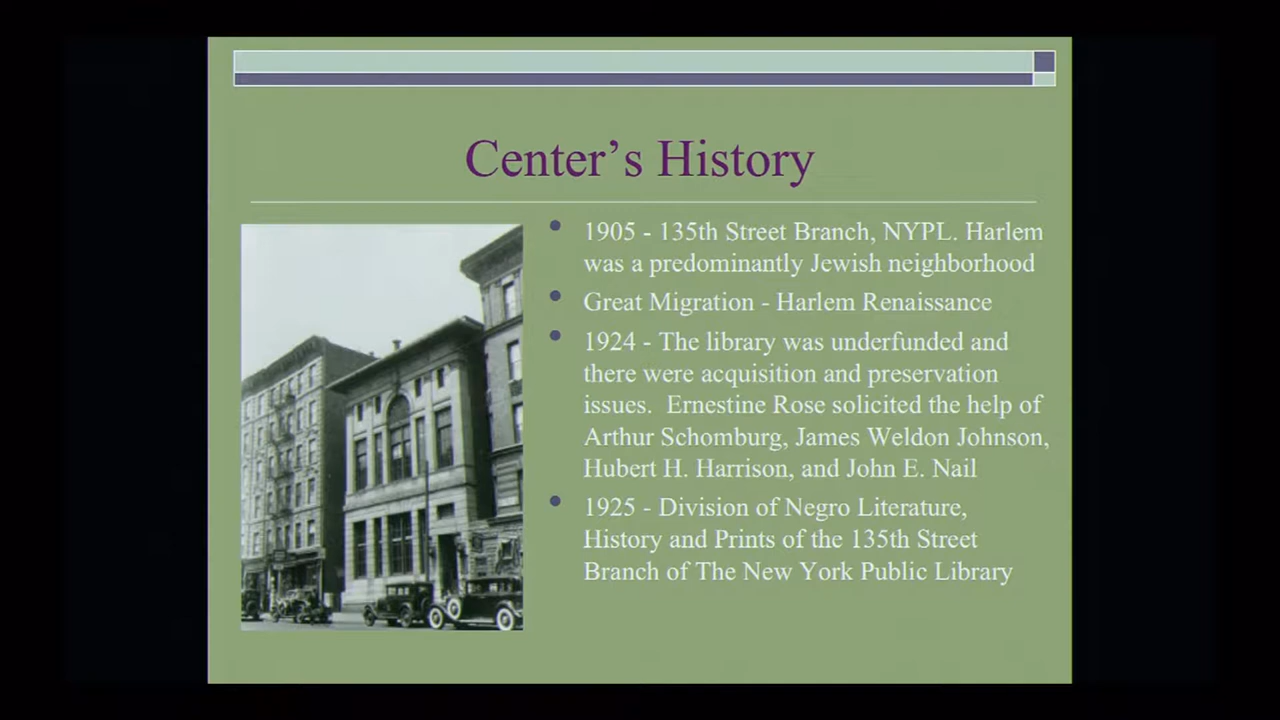 Center’s History
1905 - 135th Street Branch, NYPL. Harlem
was a predominantly Jewish neighborhood
Great Migration - Harlem Renaissance
1924 - The library was underfunded and
there were acquisition and preservation
issues.  Ernestine Rose solicited the help of
Arthur Schomburg, James Weldon Johnson,
Hubert H. Harrison, and John E. Nail
1925 - Division of Negro Literature,
History and Prints of the 135th Street
Branch of The New York Public Library